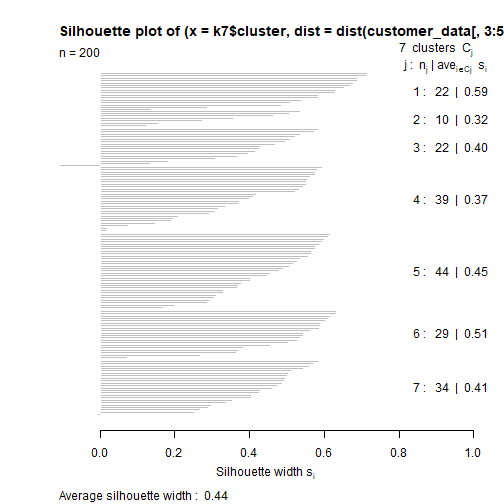 Silhouette plot of (x = k7$cluster, dist = dist(customer_data[, 3:5
n = 200
7 clusters Cj
j : nj | avei∈Cj si
1 : 22 | 0.59
2 : 10 | 0.32
3 : 22 | 0.40
4 : 39 | 0.37
5 : 44 | 0.45
6 : 29 | 0.51
7 : 34 | 0.41
0.0 0.2 0.4 0.6 0.8 1.0
Silhouette width si
Average silhouette width : 0.44